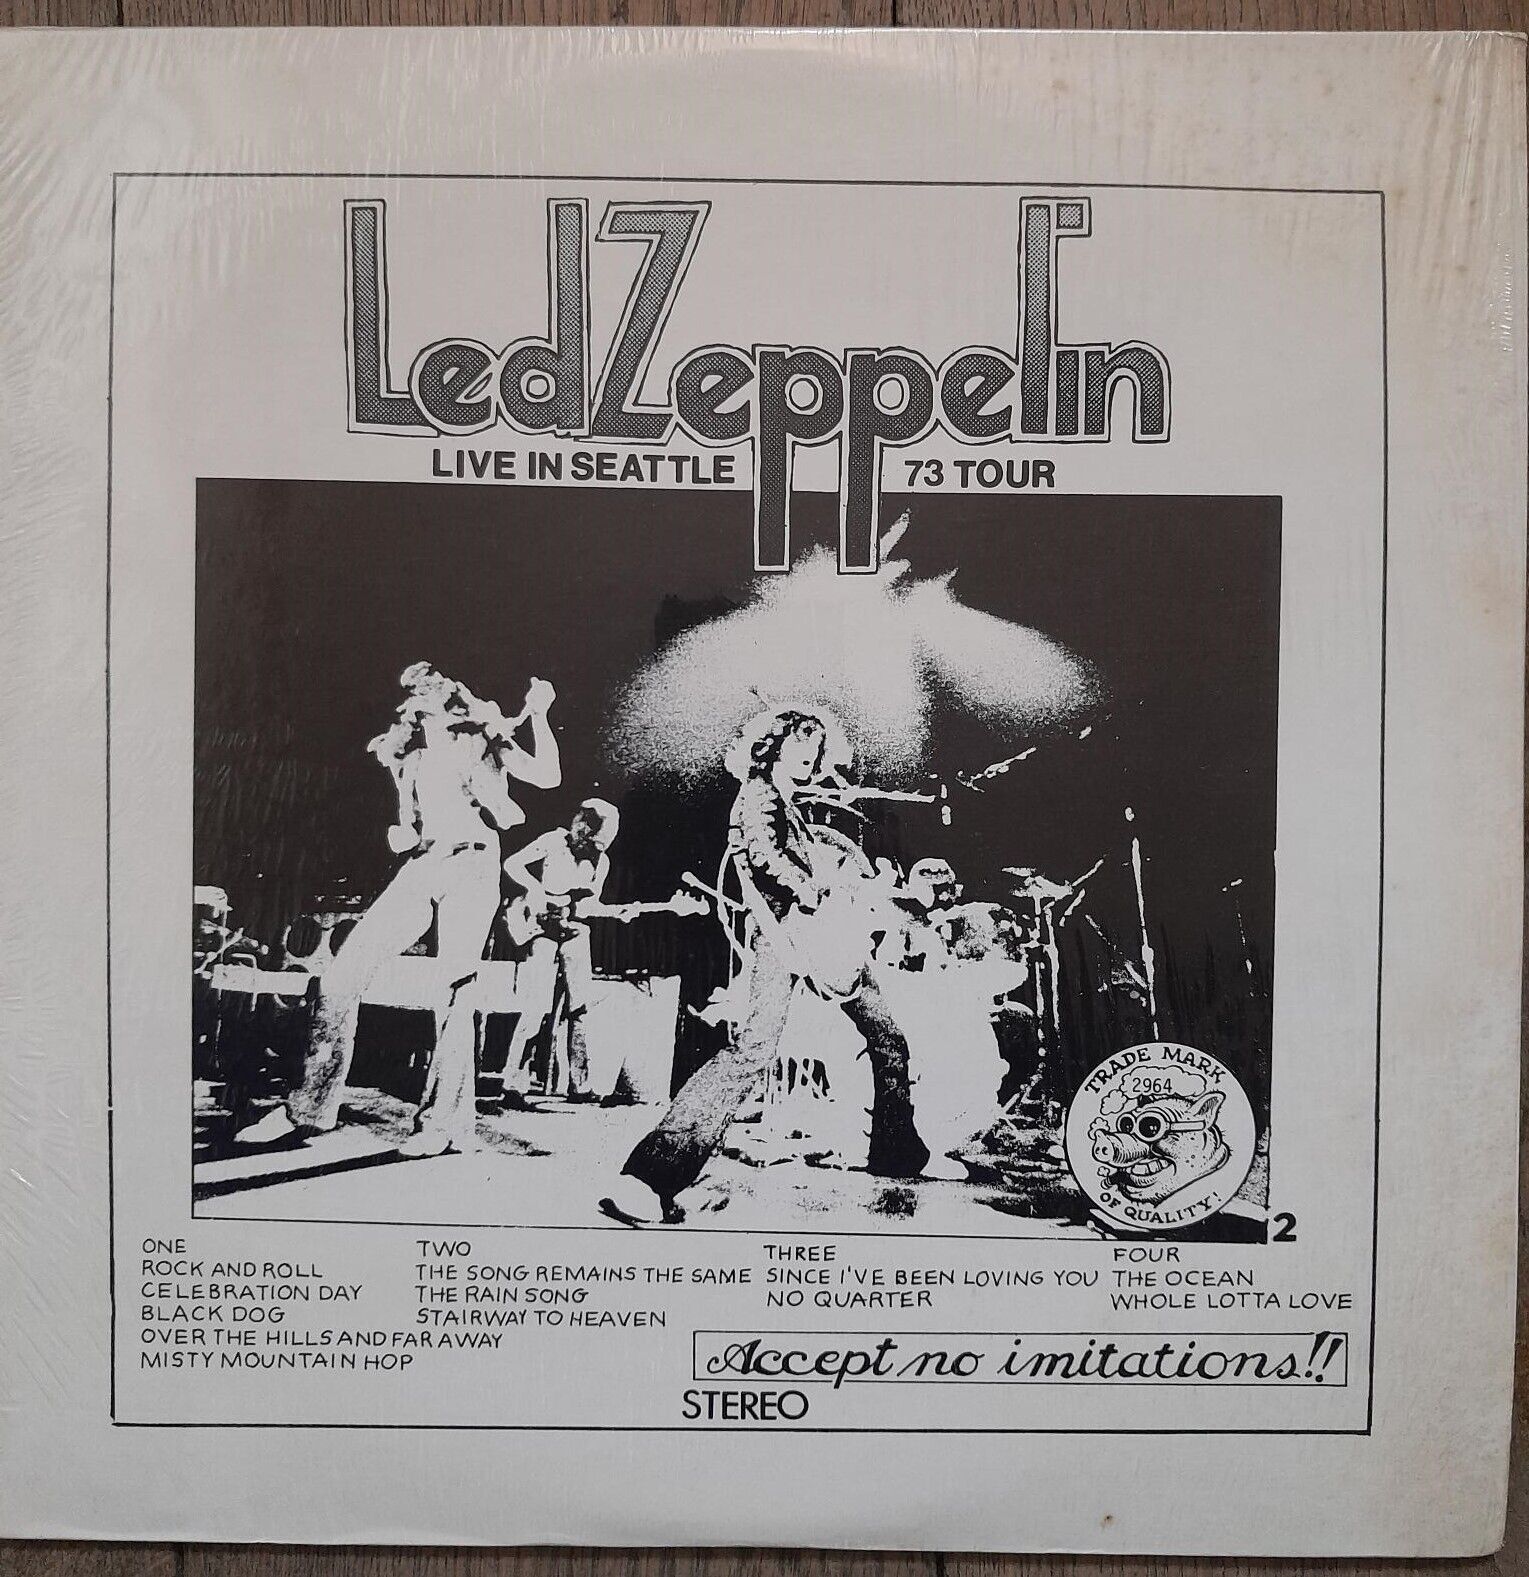 Led Zeppelin
LIVE IN SEATTLE 73 TOUR
TRADE MARK
2964
OF QUALITY!
2
ONE
ROCK AND ROLL
CELEBRATION DAY
BLACK DOG
OVER THE HILLS AND FAR AWAY
MISTY MOUNTAIN HOP
TWO
THE SONG REMAINS THE SAME
THE RAIN SONG
STAIRWAY TO HEAVEN
THREE
SINCE I'VE BEEN LOVING YOU
NO QUARTER
FOUR
THE OCEAN
WHOLE LOTTA LOVE
Accept no imitations!!
STEREO